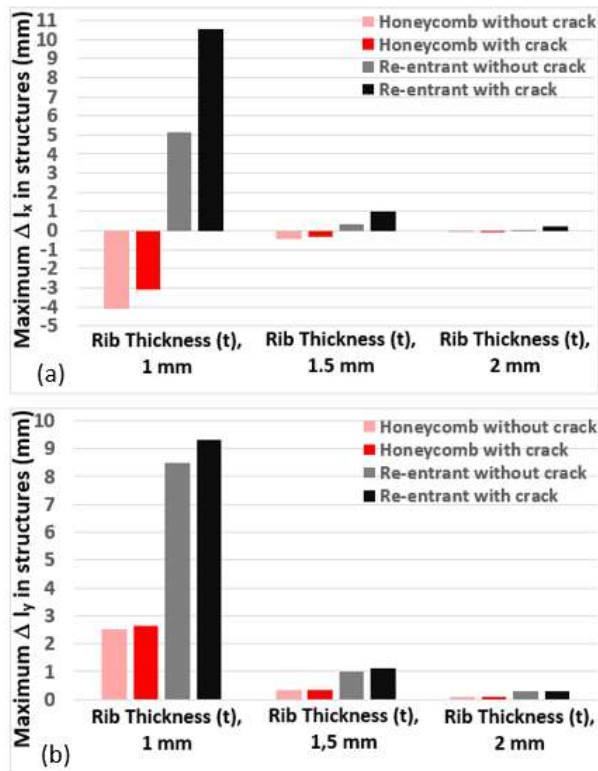 Maximum Δ lₓ in structures (mm)
11
10
9
8
7
6
5
4
3
2
1
0
-1
-2
-3
-4
-5
Honeycomb without crack
Honeycomb with crack
Re-entrant without crack
Re-entrant with crack
Rib Thickness (t), Rib Thickness (t), Rib Thickness (t),
1 mm 1.5 mm 2 mm
(a)
Maximum Δ lᵧ in structures (mm)
10
9
8
7
6
5
4
3
2
1
0
Honeycomb without crack
Honeycomb with crack
Re-entrant without crack
Re-entrant with crack
Rib Thickness (t), Rib Thickness (t), Rib Thickness (t),
1 mm 1,5 mm 2 mm
(b)